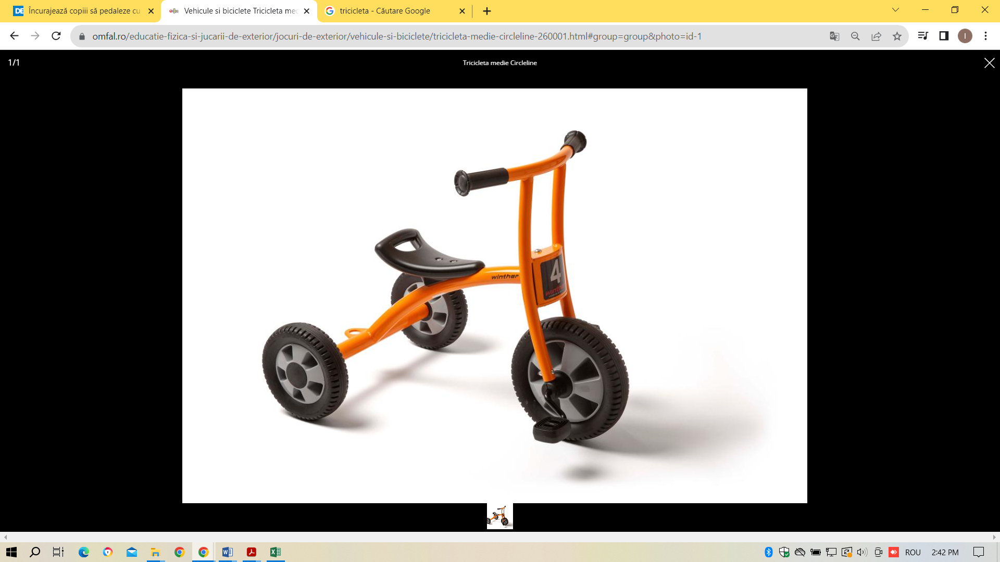 Încurajează copiii să pedaleze cu
Vehicule si biciclete Tricicleta med
tricicleta - Căutare Google
omfal.ro/educatie-fizica-si-jucarii-de-exterior/jocuri-de-exterior/vehicule-si-biciclete/tricicleta-medie-circleline-260001.html#group=group&photo=id-1
I
1/1
Tricicleta medie Circleline
winther
4
ROU
2:42 PM